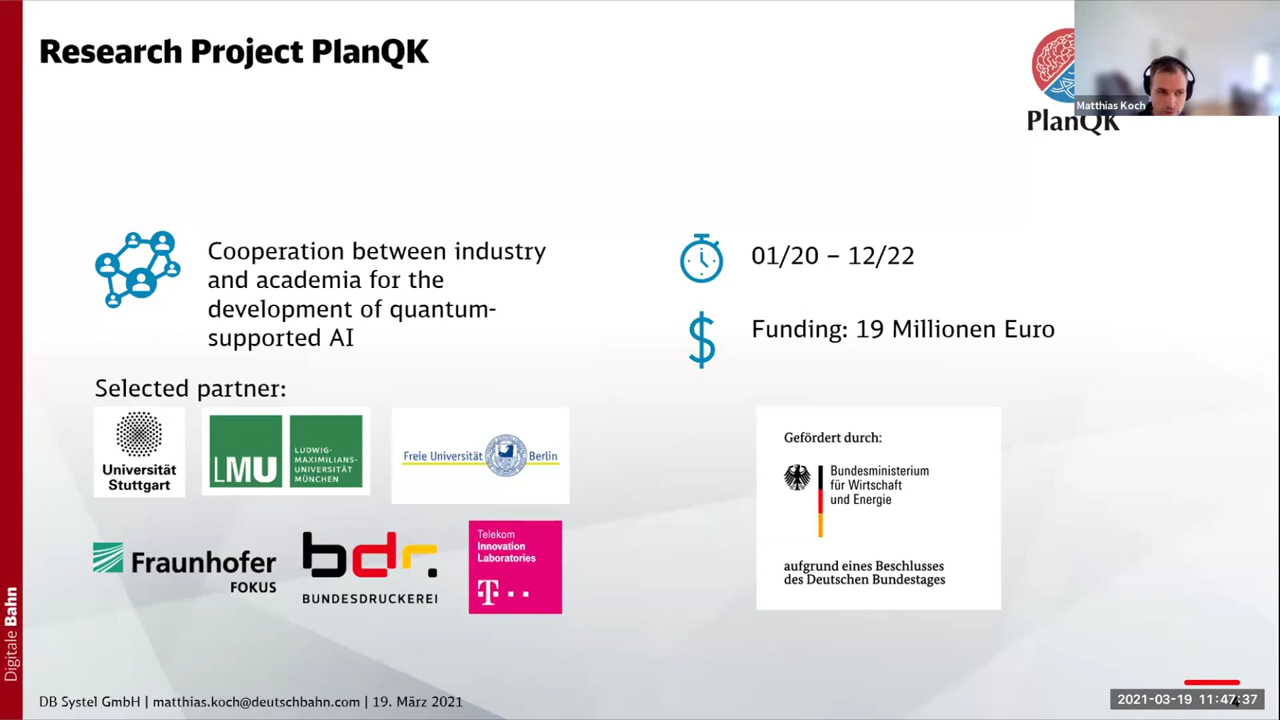 Research Project PlanQK
Matthias Koch
PlanQK
Cooperation between industry
and academia for the
development of quantum-
supported AI
01/20 – 12/22
Funding: 19 Millionen Euro
Selected partner:
Universität
Stuttgart
LMU
LUDWIG-
MAXIMILIANS-
UNIVERSITÄT
MÜNCHEN
Freie Universität Berlin
Fraunhofer
FOKUS
bdr.
BUNDESDRUCKEREI
Telekom
Innovation
Laboratories
T
Gefördert durch:
Bundesministerium
für Wirtschaft
und Energie
aufgrund eines Beschlusses
des Deutschen Bundestages
Digitale Bahn
DB Systel GmbH | matthias.koch@deutschbahn.com | 19. März 2021
2021-03-19 11:47:37